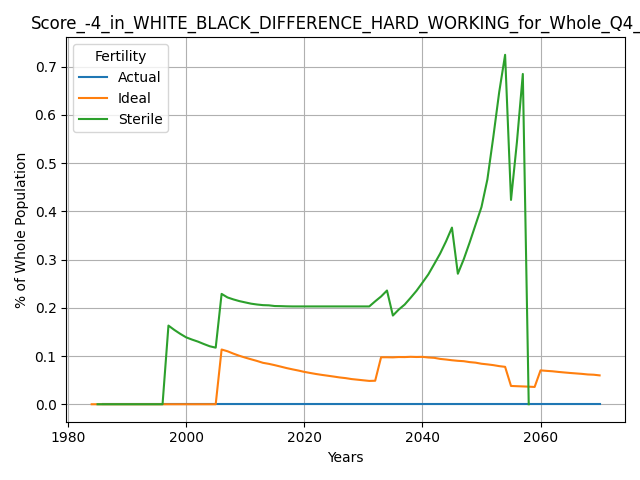 Score_-4_in_WHITE_BLACK_DIFFERENCE_HARD_WORKING_for_Whole_Q4_
Fertility
Actual
Ideal
Sterile
% of Whole Population
0.7
0.6
0.5
0.4
0.3
0.2
0.1
0.0
1980 2000 2020 2040 2060
Years